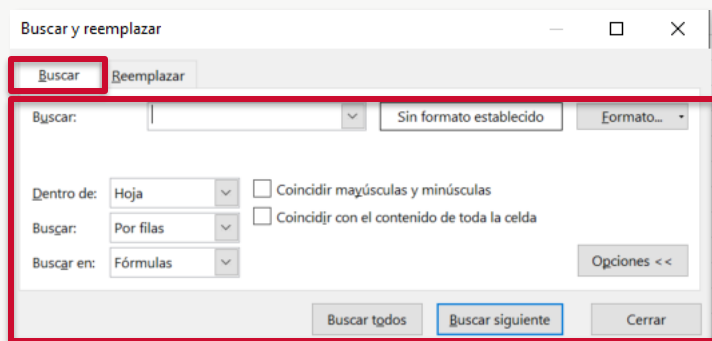 Buscar y reemplazar
Buscar Reemplazar
Buscar: Sin formato establecido Formato...
Dentro de: Hoja Coincidir mayúsculas y minúsculas
Buscar: Por filas Coincidir con el contenido de toda la celda
Buscar en: Fórmulas Opciones <<
Buscar todos Buscar siguiente Cerrar